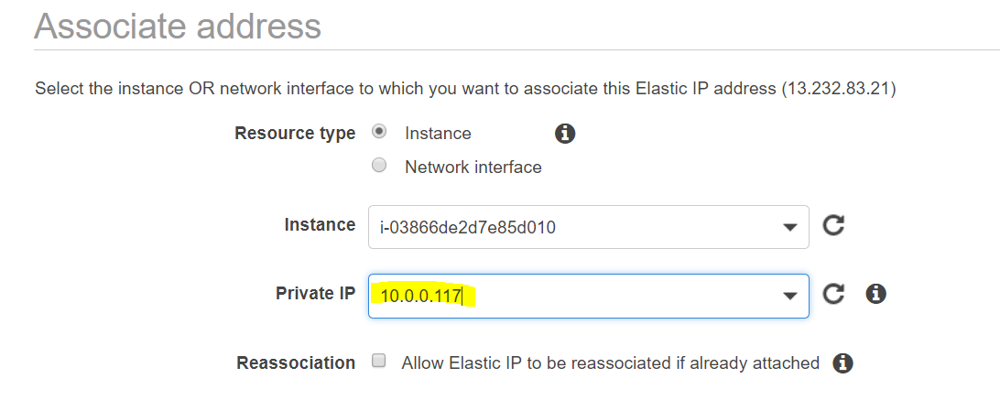 Associate address
Select the instance OR network interface to which you want to associate this Elastic IP address (13.232.83.21)
Resource type Instance
Network interface
Instance i-03866de2d7e85d010
Private IP 10.0.0.117
Reassociation Allow Elastic IP to be reassociated if already attached